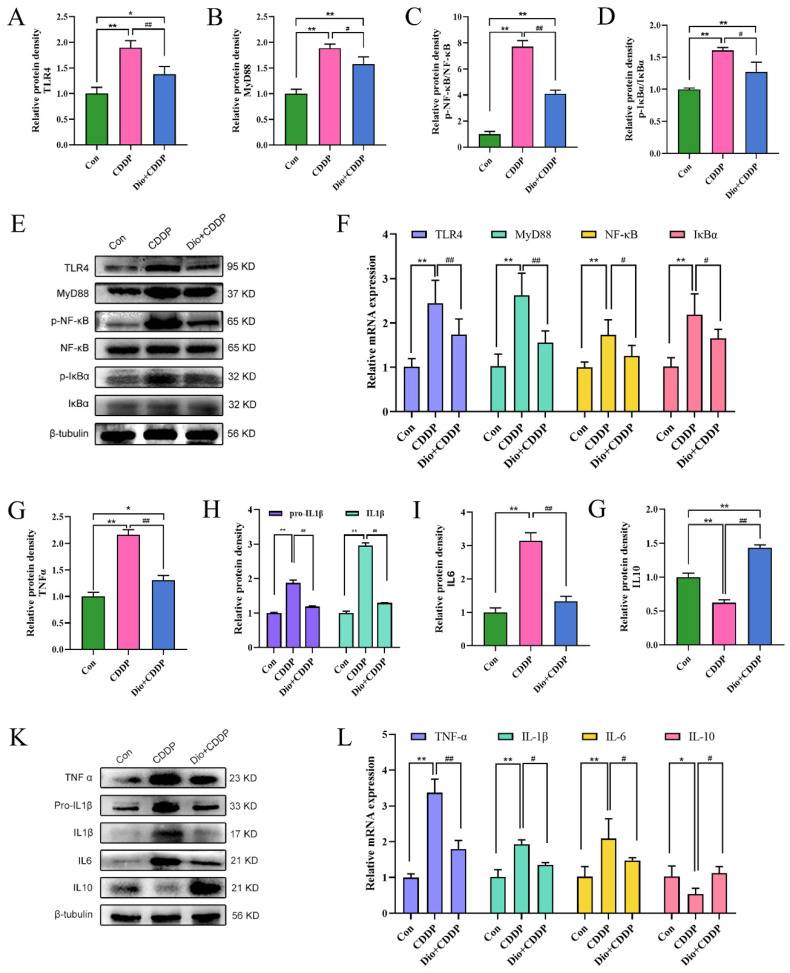 A
Relative protein density
TLR4
2.5
2.0
1.5
1.0
0.5
0.0
*
**
##
Con
CDDP
Dio+CDDP
B
Relative protein density
MyD88
2.5
2.0
1.5
1.0
0.5
0.0
**
**
#
Con
CDDP
Dio+CDDP
C
Relative protein density
p-NF-κB/NF-κB
10
8
6
4
2
0
**
**
##
Con
CDDP
Dio+CDDP
D
Relative protein density
p-IκBα/IκBα
2.0
1.5
1.0
0.5
0.0
**
**
#
Con
CDDP
Dio+CDDP
E
Con CDDP Dio+CDDP
TLR4 95 KD
MyD88 37 KD
p-NF-κB 65 KD
NF-κB 65 KD
p-IκBα 32 KD
IκBα 32 KD
β-tubulin 56 KD
F
TLR4 MyD88 NF-κB IκBα
Relative mRNA expression
4
3
2
1
0
** ## ** ## ** # ** #
Con CDDP Dio+CDDP Con CDDP Dio+CDDP Con CDDP Dio+CDDP Con CDDP Dio+CDDP
G
Relative protein density
TNFα
2.5
2.0
1.5
1.0
0.5
0.0
*
**
##
Con
CDDP
Dio+CDDP
H
pro-IL1β IL1β
Relative protein density
4
3
2
1
0
** ## ** ##
Con CDDP Dio+CDDP Con CDDP Dio+CDDP
I
Relative protein density
IL6
4
3
2
1
0
** ##
Con
CDDP
Dio+CDDP
G
Relative protein density
IL10
2.0
1.5
1.0
0.5
0.0
**
**
##
Con
CDDP
Dio+CDDP
K
Con CDDP Dio+CDDP
TNF α 23 KD
Pro-IL1β 33 KD
IL1β 17 KD
IL6 21 KD
IL10 21 KD
β-tubulin 56 KD
L
TNF-α IL-1β IL-6 IL-10
Relative mRNA expression
5
4
3
2
1
0
** ## ** # ** # * #
Con CDDP Dio+CDDP Con CDDP Dio+CDDP Con CDDP Dio+CDDP Con CDDP Dio+CDDP